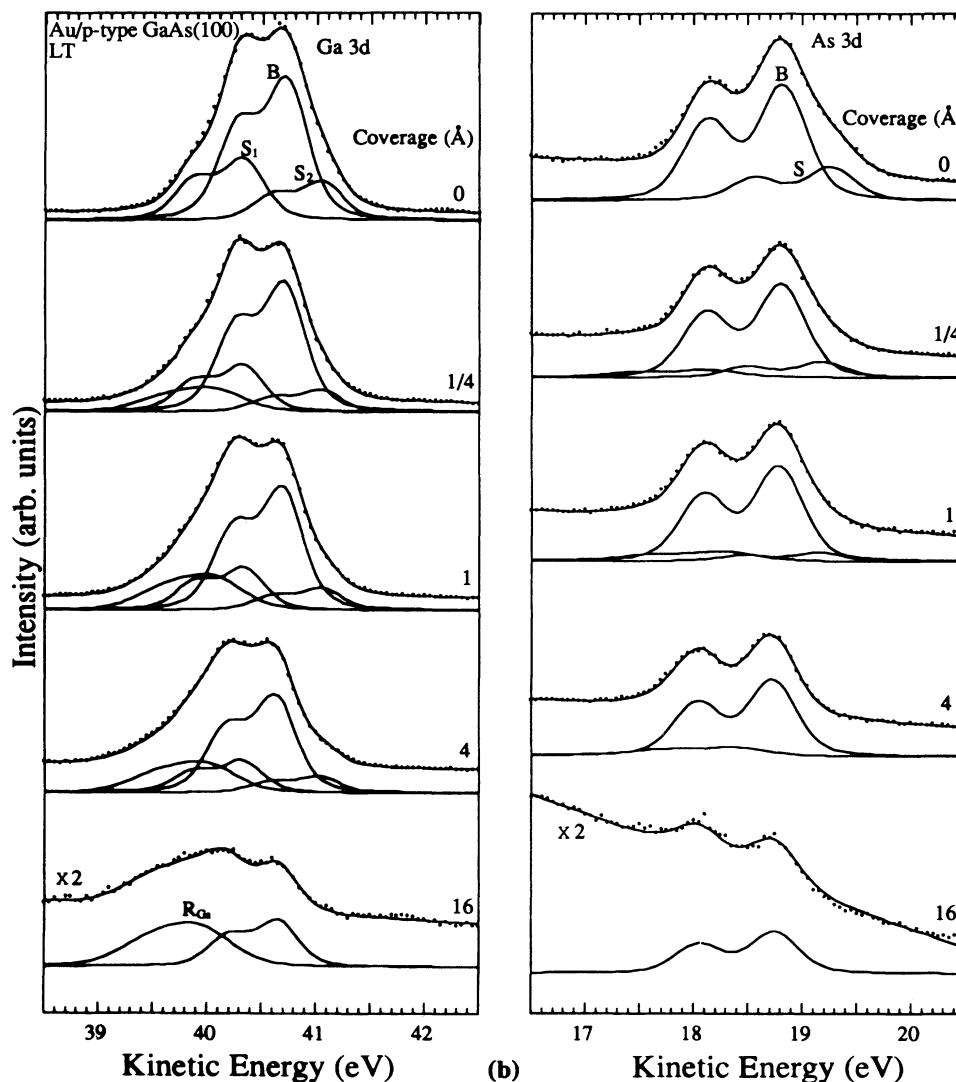 Au/p-type GaAs(100)
LT
Ga 3d
B
S₁
S₂
Coverage (Å)
0
1/4
1
4
x 2
R_Ga
16
39 40 41 42
Kinetic Energy (eV)
Intensity (arb. units)
(b)
As 3d
B
S
Coverage (Å
0
1/4
1
4
x 2
16
17 18 19 20
Kinetic Energy (eV)